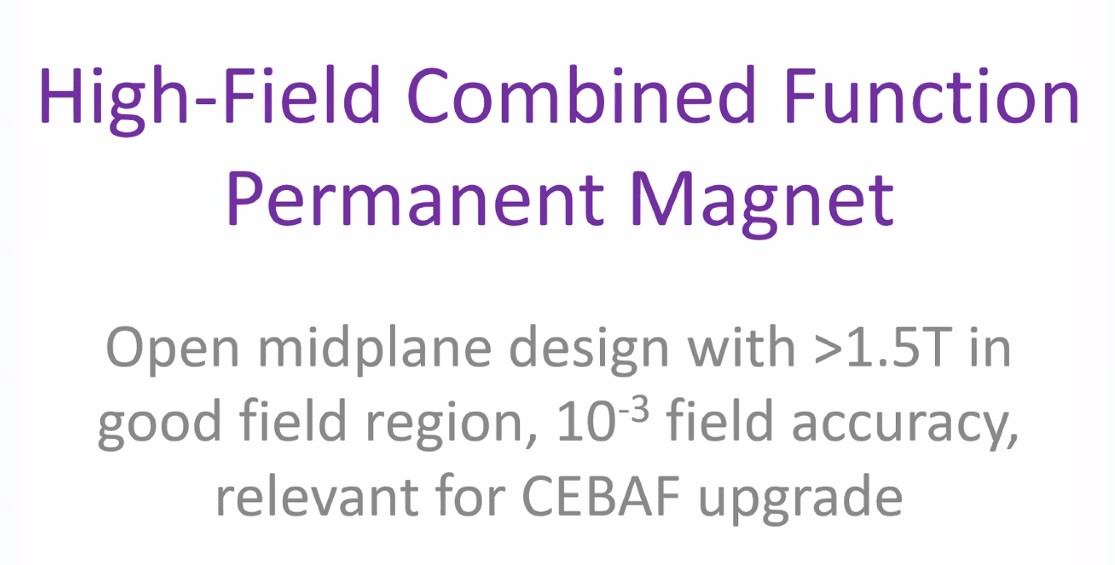 High-Field Combined Function
Permanent Magnet
Open midplane design with >1.5T in
good field region, 10⁻³ field accuracy,
relevant for CEBAF upgrade